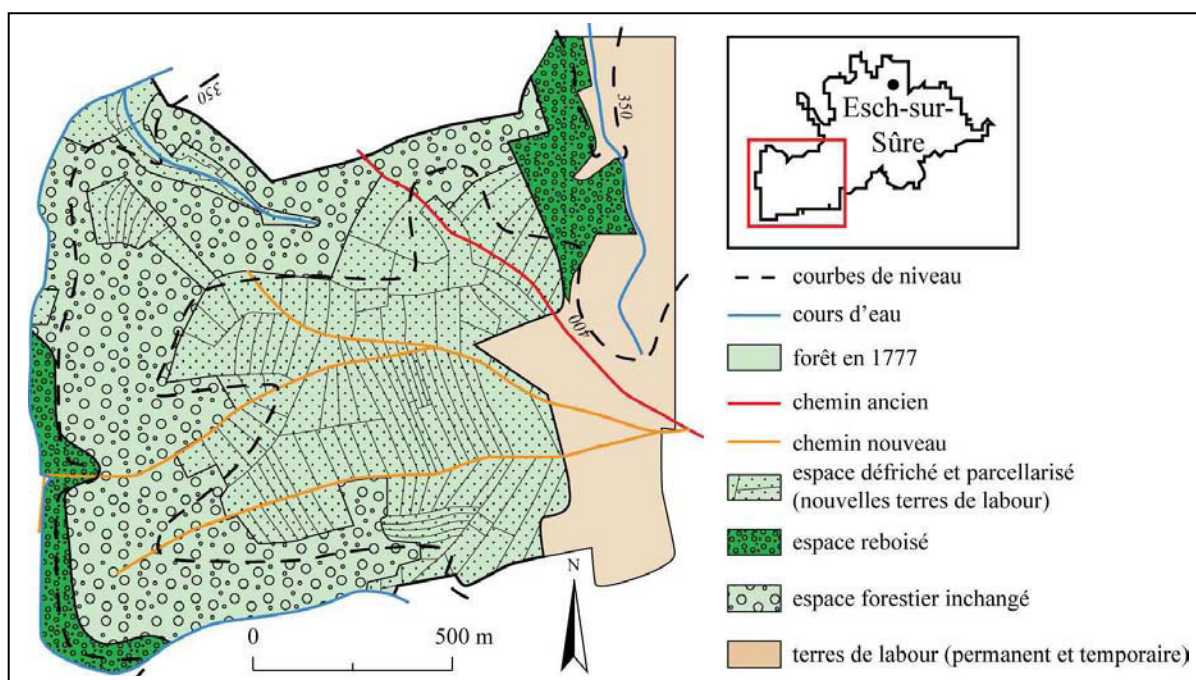 350
350
400
Esch-sur-
Sûre
courbes de niveau
cours d'eau
forêt en 1777
chemin ancien
chemin nouveau
espace défriché et parcellarisé
(nouvelles terres de labour)
espace reboisé
espace forestier inchangé
terres de labour (permanent et temporaire)
N
0
500 m